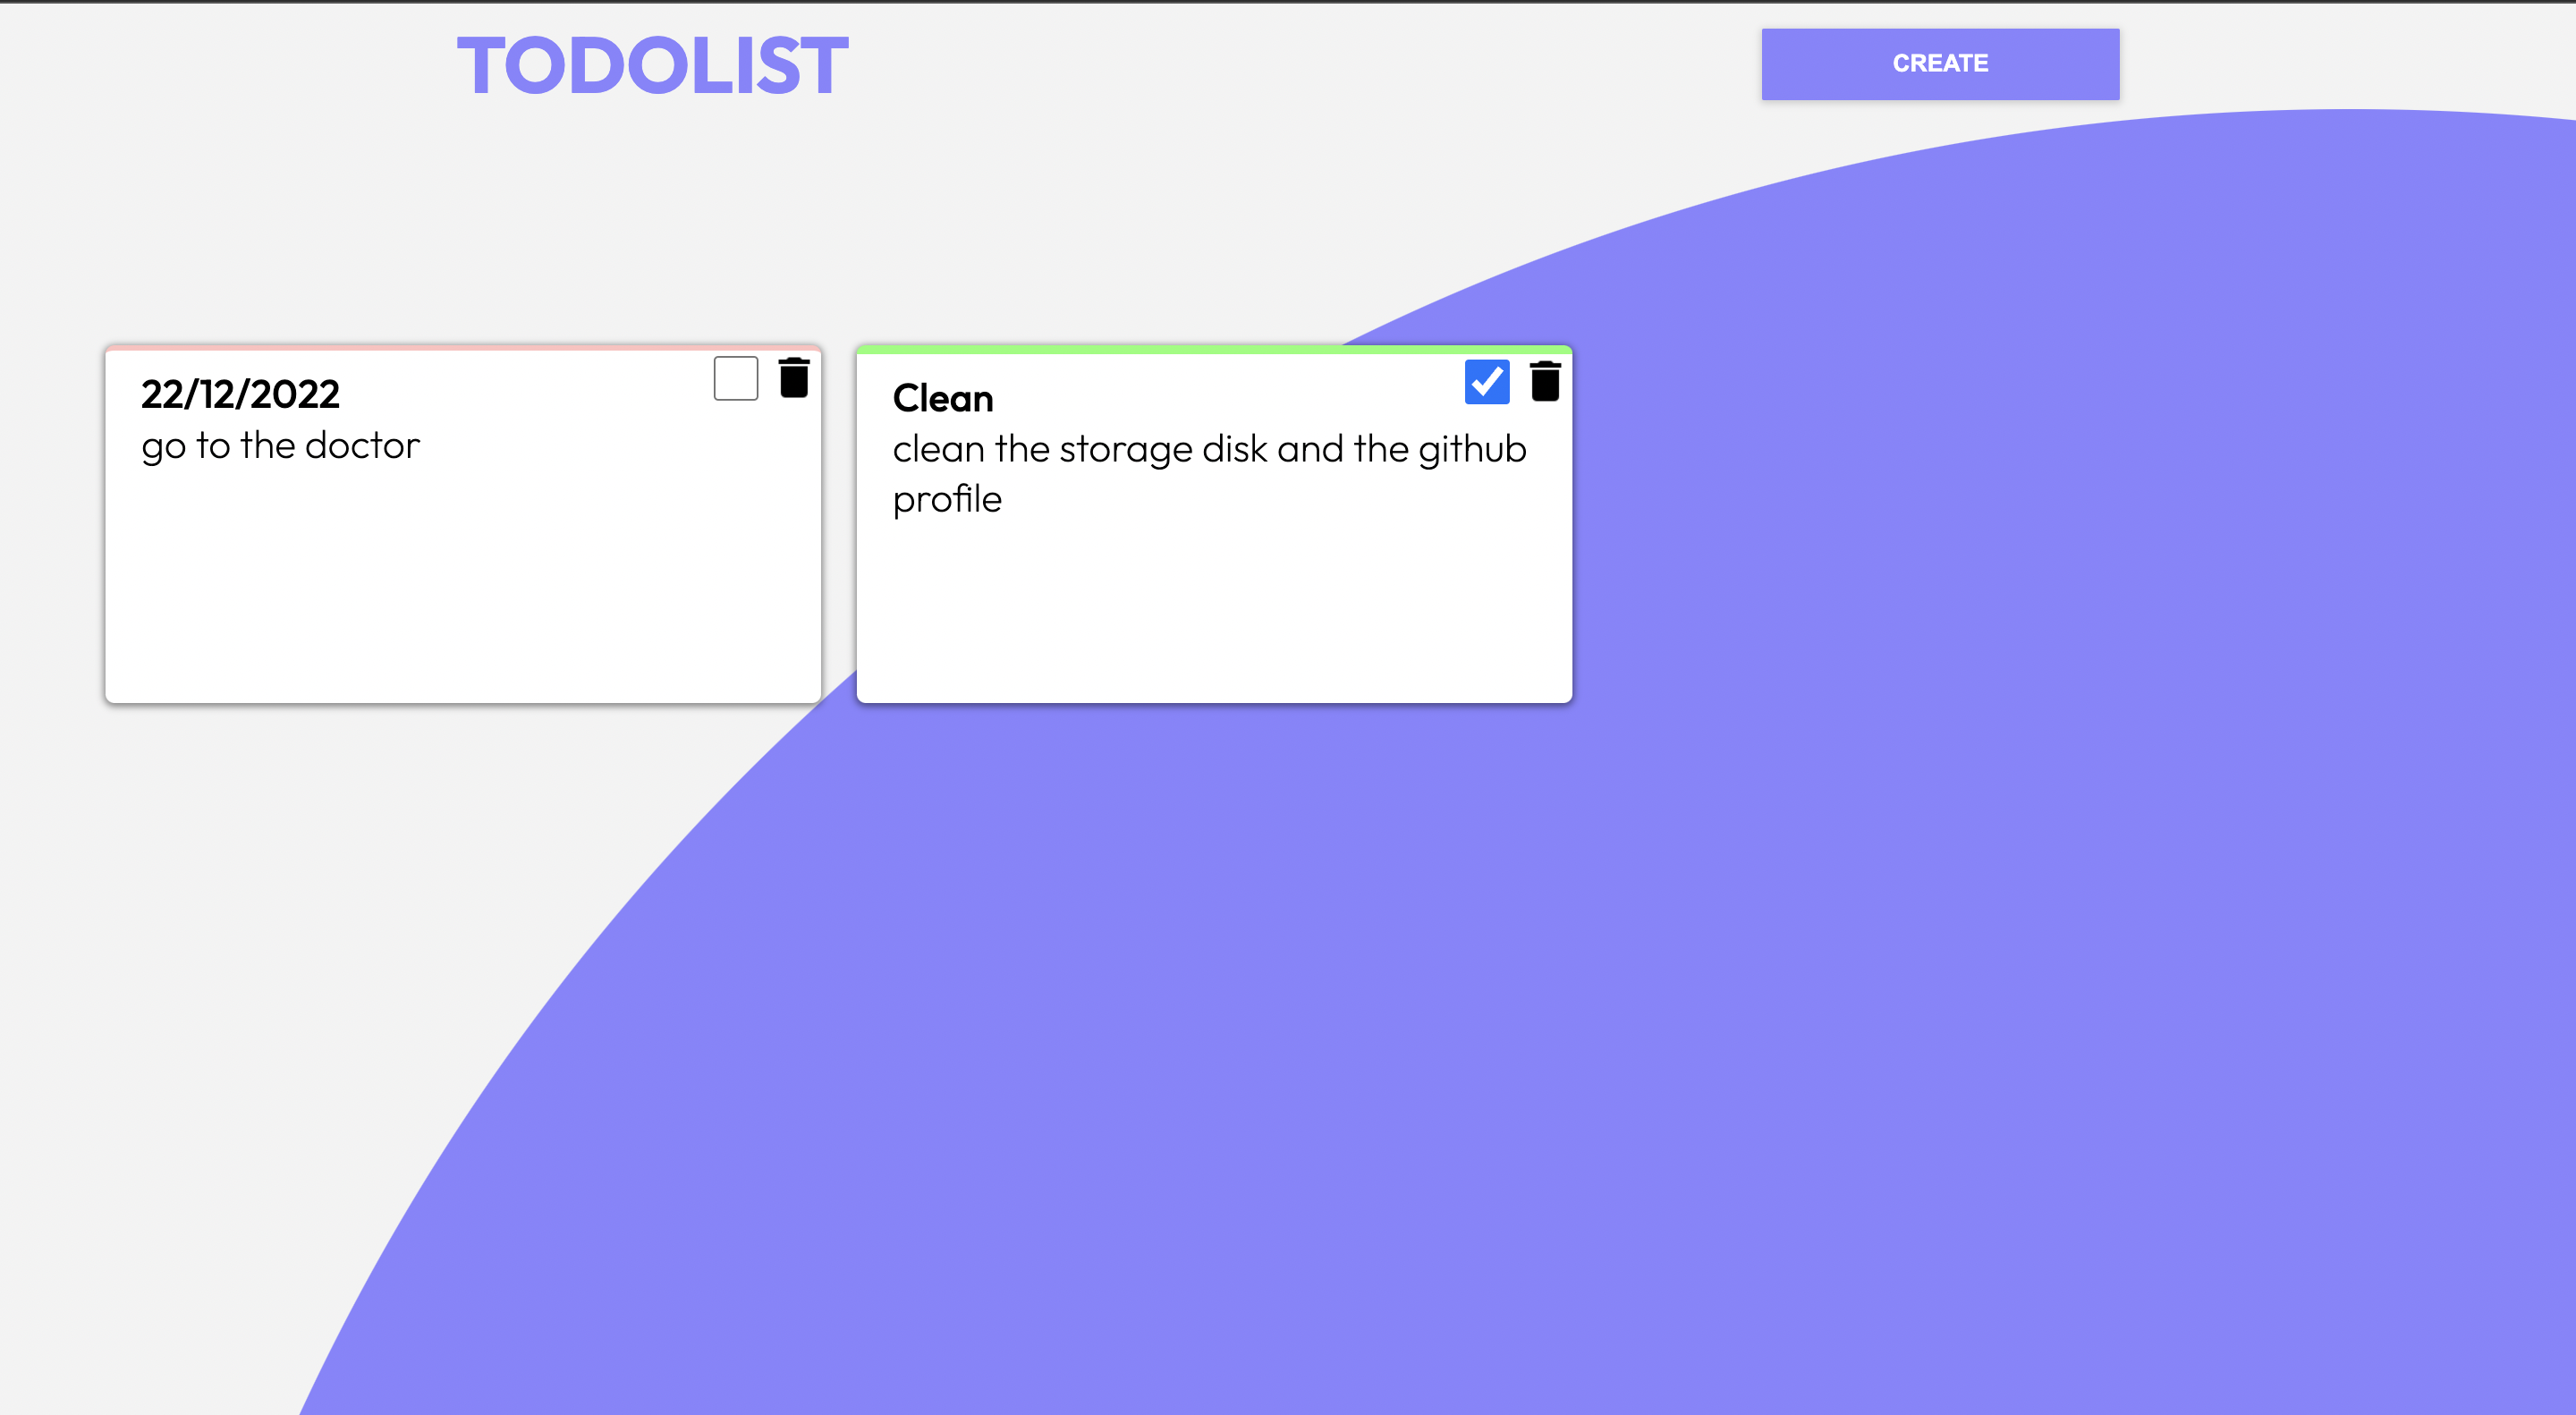 TODOLIST
CREATE
22/12/2022
go to the doctor
Clean
clean the storage disk and the github
profile